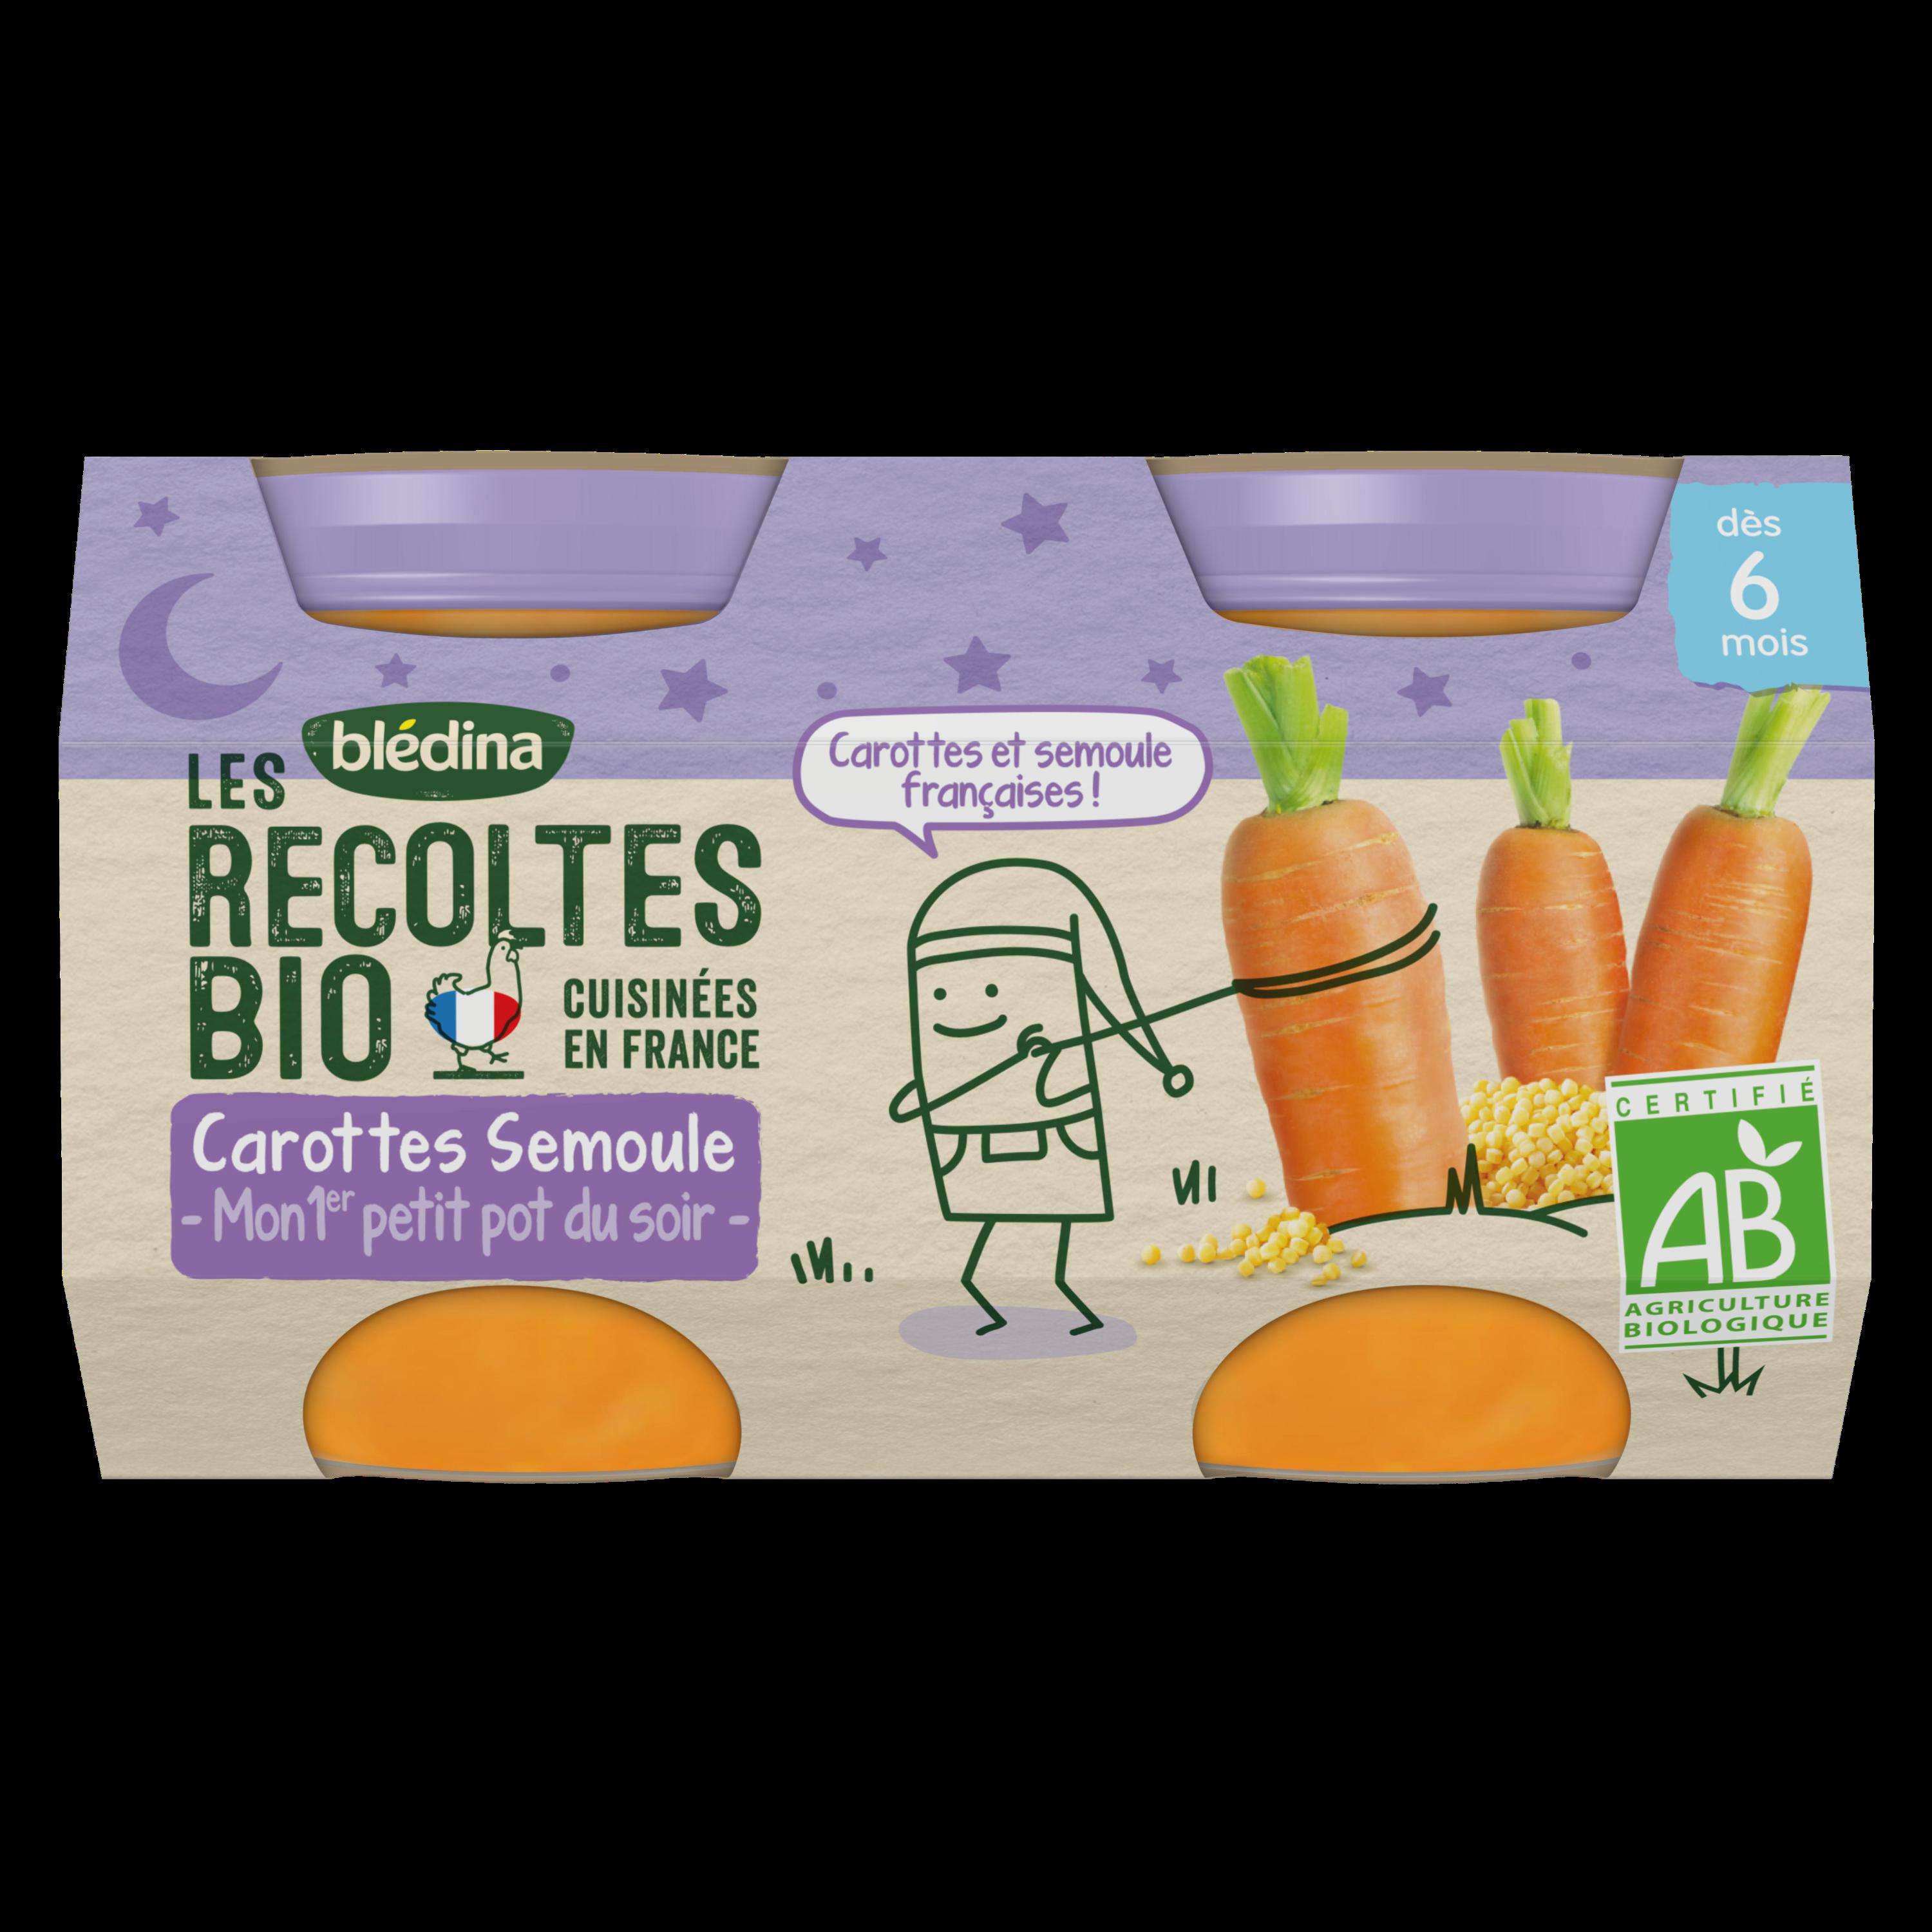 dès
6
mois
blédina
LES
RECOLTES
BIO
CUISINÉES
EN FRANCE
Carottes Semoule
- Mon 1er petit pot du soir -
Carottes et semoule
françaises !
CERTIFIÉ
AB
AGRICULTURE
BIOLOGIQUE